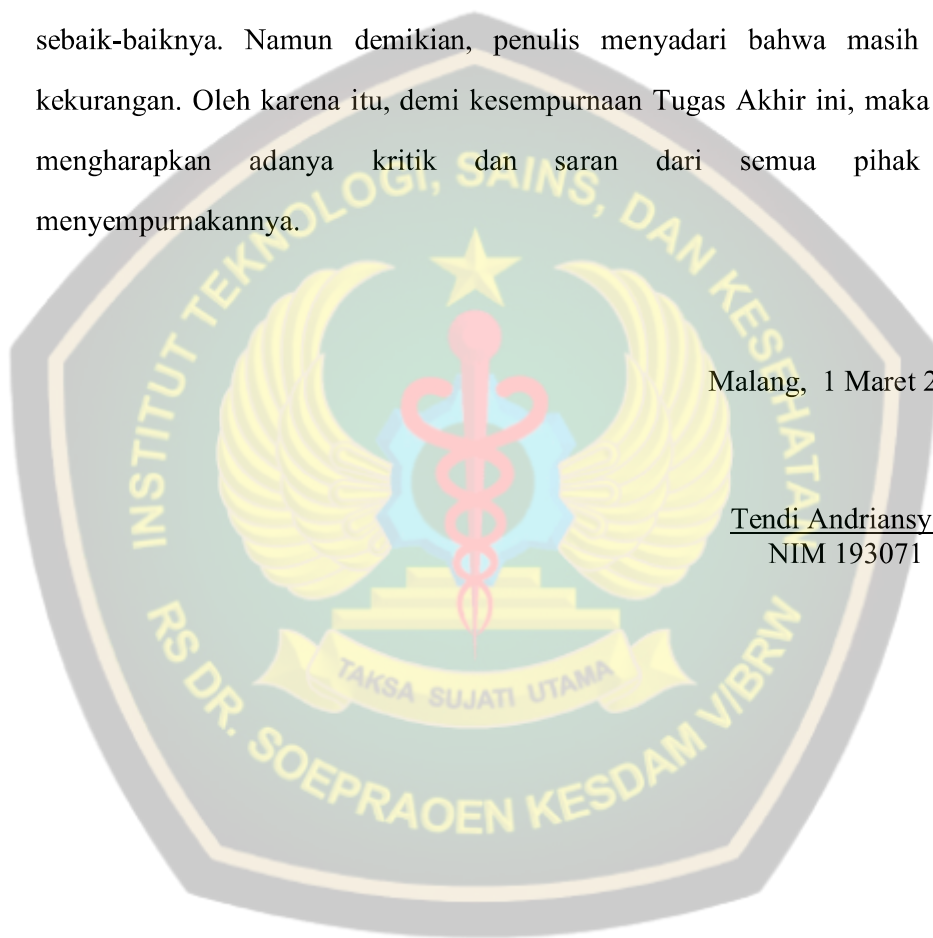 sebaik-baiknya. Namun demikian, penulis menyadari bahwa masih
kekurangan. Oleh karena itu, demi kesempurnaan Tugas Akhir ini, maka
mengharapkan adanya kritik dan saran dari semua pihak
menyempurnakannya.
INSTITUT TEKNOLOGI, SAINS, DAN KESEHATAN
Malang, 1 Maret 2
Tendi Andriansy
NIM 193071
TAKSA SUJATI UTAMA
RS DR. SOEPRAOEN KESDAM V/BRW